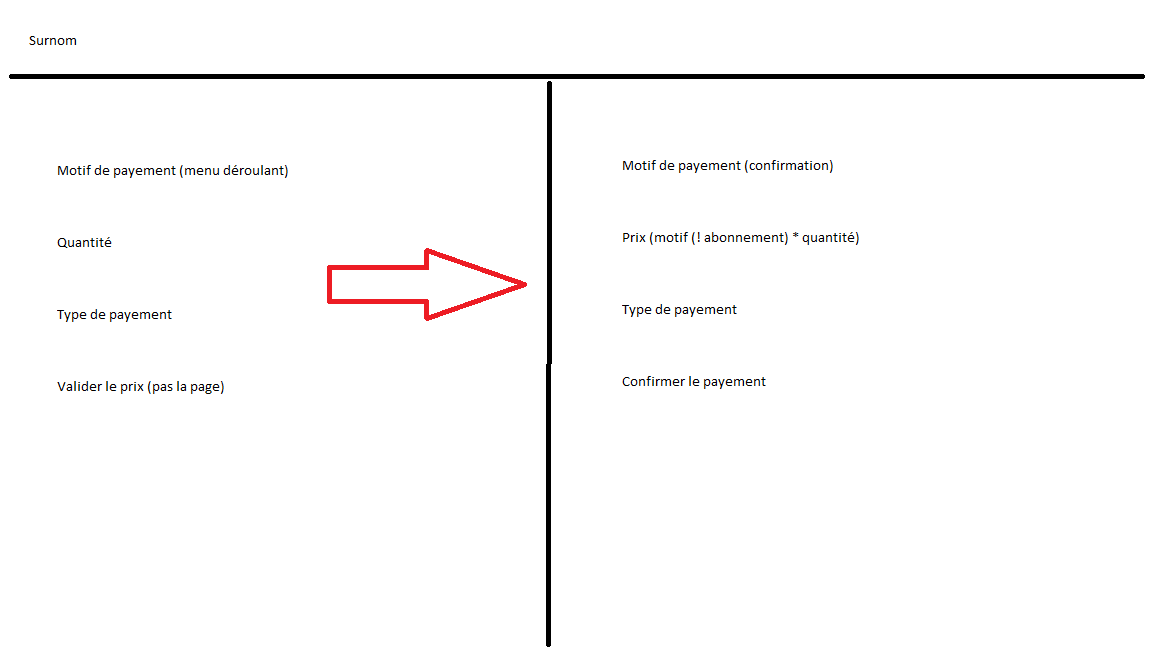 Surnom
Motif de payement (menu déroulant)
Quantité
Type de payement
Valider le prix (pas la page)
Motif de payement (confirmation)
Prix (motif (! abonnement) * quantité)
Type de payement
Confirmer le payement